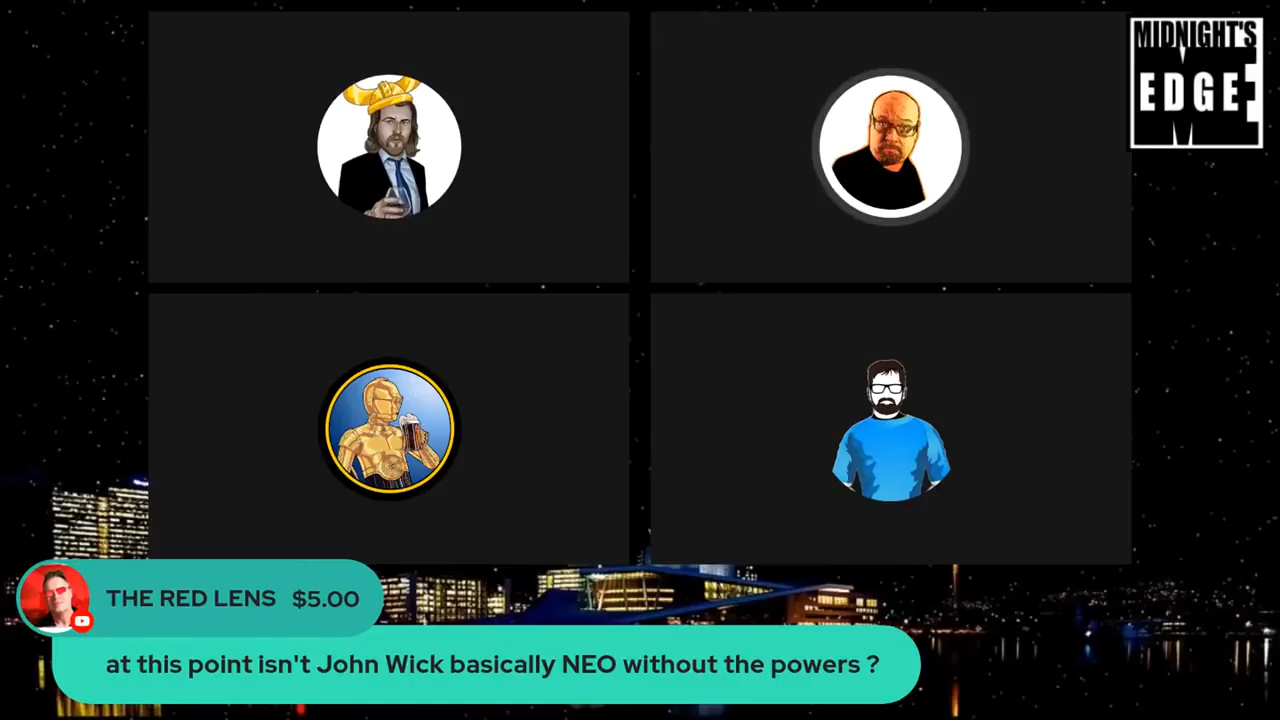 MIDNIGHT'S
EDGE
THE RED LENS $5.00
at this point isn't John Wick basically NEO without the powers ?